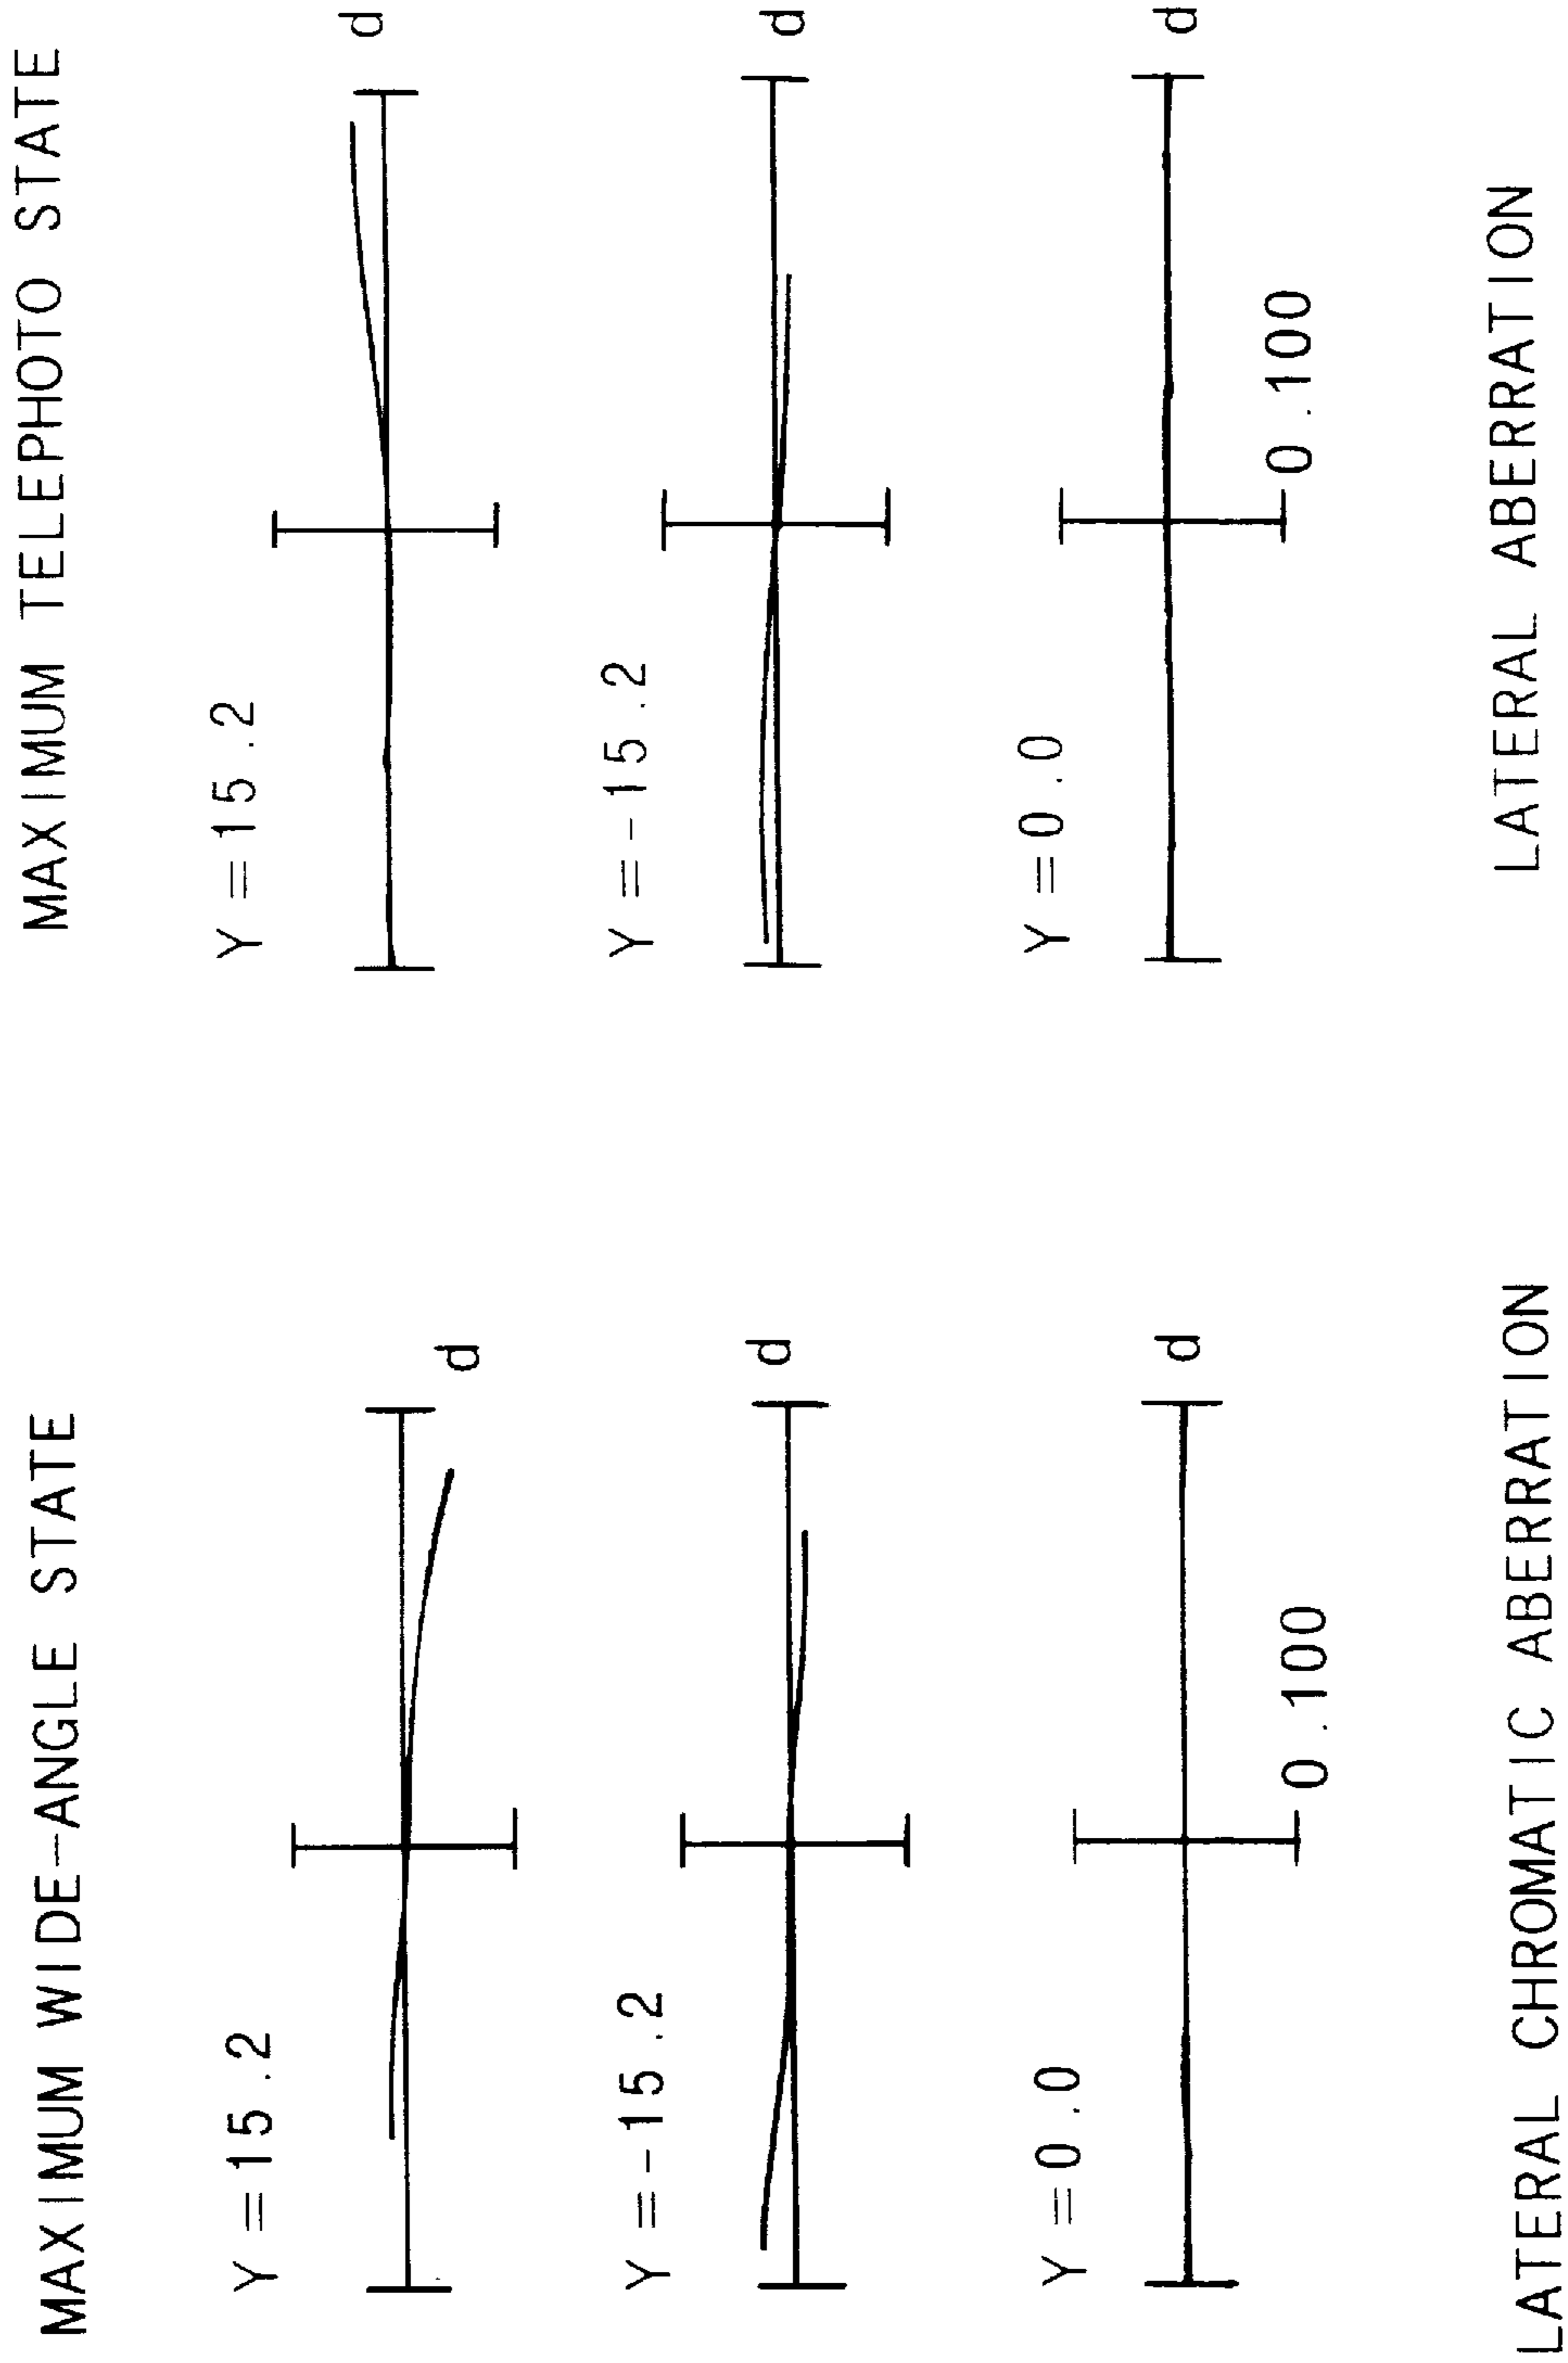 MAXIMUM WIDE-ANGLE STATE
Y=15.2
d
Y=-15.2
d
Y=0.0
d
0.100
LATERAL CHROMATIC ABERRATION
MAXIMUM TELEPHOTO STATE
Y=15.2
d
Y=-15.2
d
Y=0.0
d
0.100
LATERAL ABERRATION